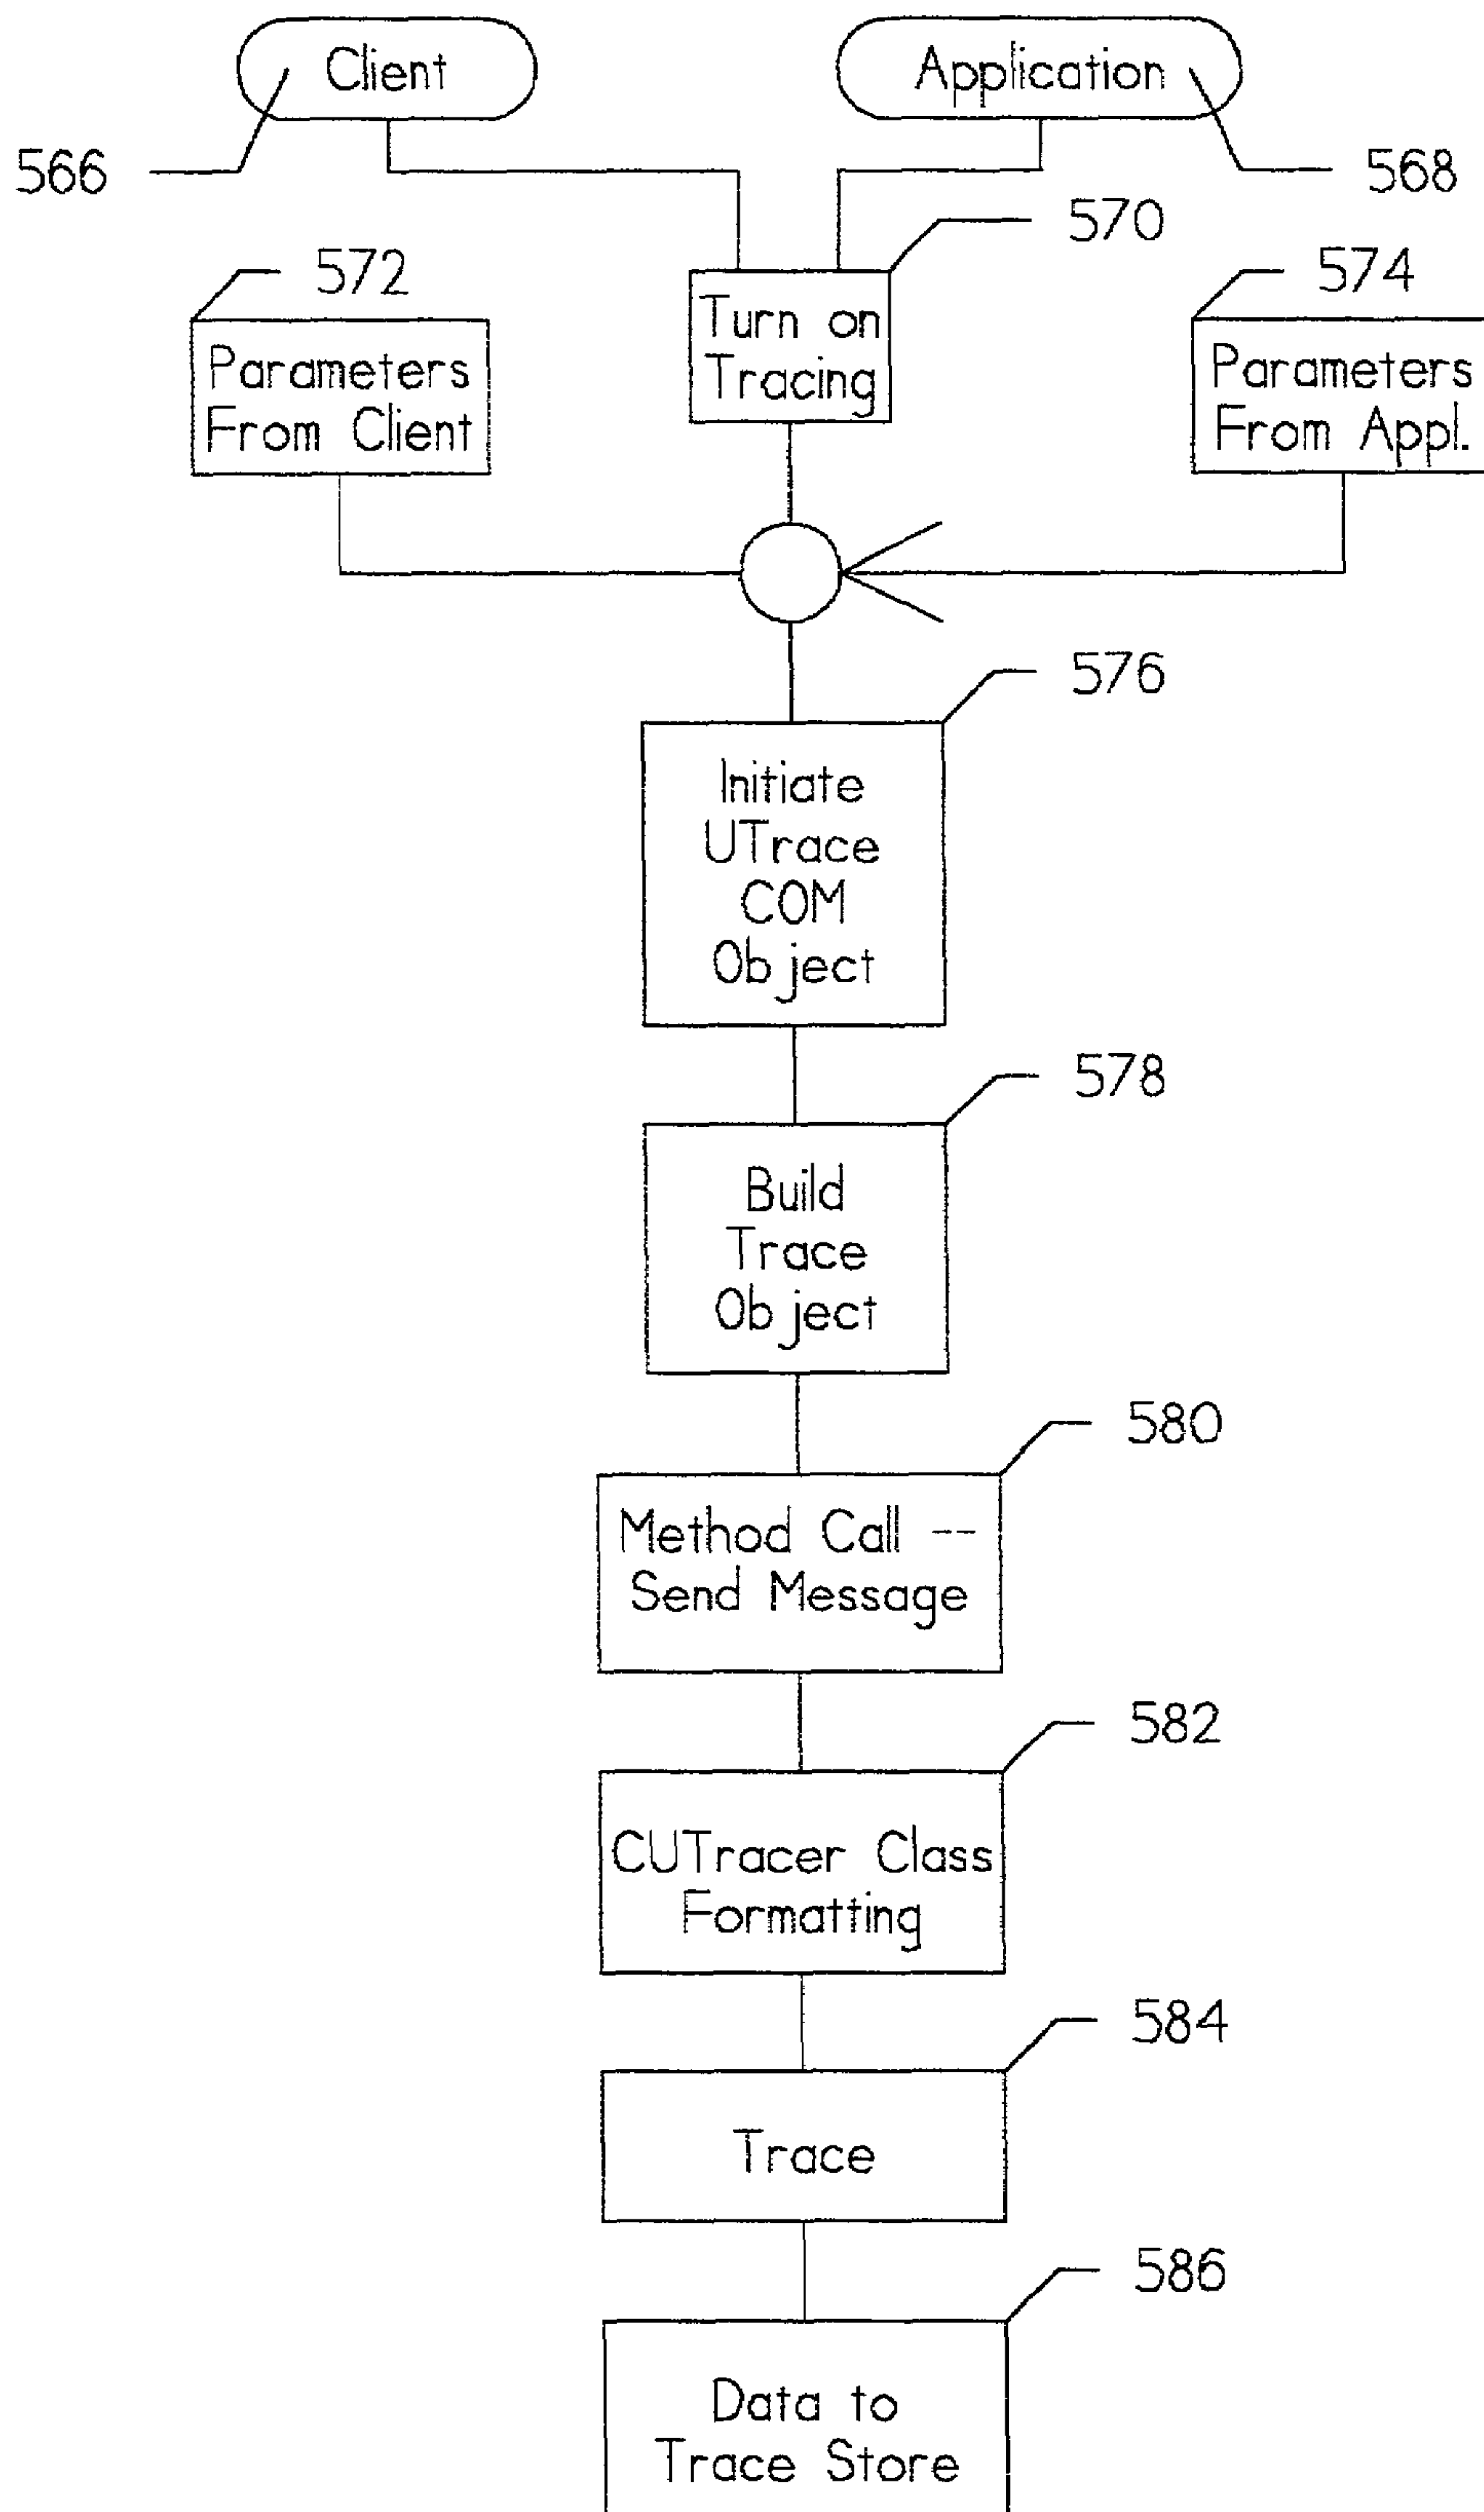 Client
Application
566
568
570
572
574
Turn on
Tracing
Parameters
From Client
Parameters
From Appl.
576
Initiate
UTrace
COM
Object
578
Build
Trace
Object
580
Method Call --
Send Message
582
CUTracer Class
Formatting
584
Trace
586
Data to
Trace Store